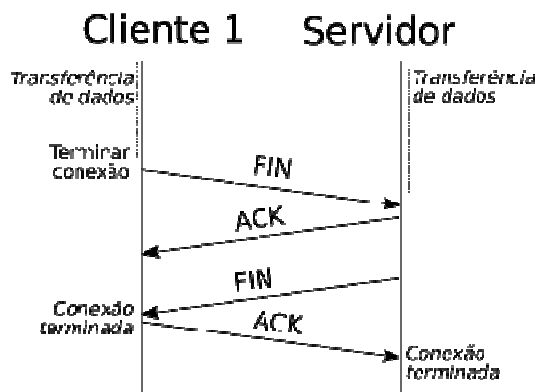 Cliente 1
Servidor
Transferência
de dados
Transferência
de dados
Terminar
conexão
FIN
ACK
FIN
Conexão
terminada
ACK
Conexão
terminada